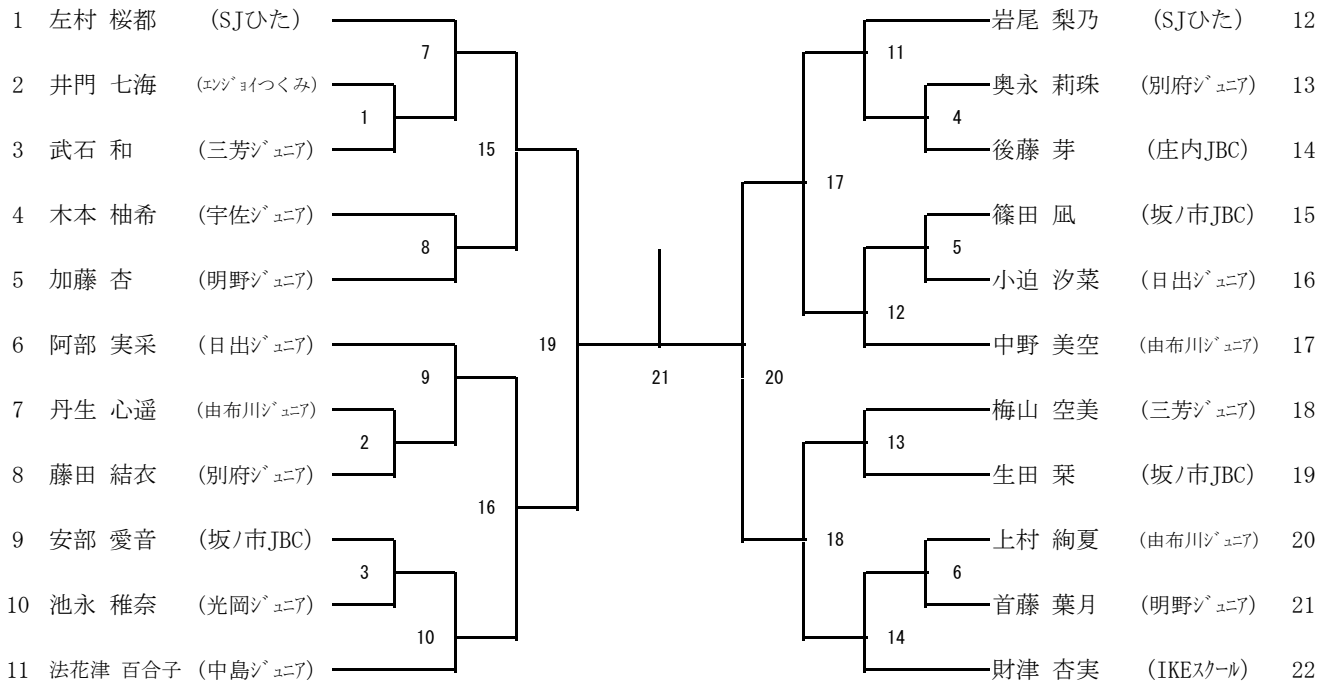 1 左村 桜都 (SJひた)
2 井門 七海 (ｴﾝｼﾞｮｲつくみ)
3 武石 和 (三芳ｼﾞｭﾆｱ)
4 木本 柚希 (宇佐ｼﾞｭﾆｱ)
5 加藤 杏 (明野ｼﾞｭﾆｱ)
6 阿部 実采 (日出ｼﾞｭﾆｱ)
7 丹生 心遥 (由布川ｼﾞｭﾆｱ)
8 藤田 結衣 (別府ｼﾞｭﾆｱ)
9 安部 愛音 (坂ﾉ市JBC)
10 池永 稚奈 (光岡ｼﾞｭﾆｱ)
11 法花津 百合子 (中島ｼﾞｭﾆｱ)
7
1
15
8
19
9
2
16
3
10
21
11
4
17
5
12
20
13
18
6
14
岩尾 梨乃 (SJひた) 12
奥永 莉珠 (別府ｼﾞｭﾆｱ) 13
後藤 芽 (庄内JBC) 14
篠田 凪 (坂ﾉ市JBC) 15
小迫 汐菜 (日出ｼﾞｭﾆｱ) 16
中野 美空 (由布川ｼﾞｭﾆｱ) 17
梅山 空美 (三芳ｼﾞｭﾆｱ) 18
生田 栞 (坂ﾉ市JBC) 19
上村 絢夏 (由布川ｼﾞｭﾆｱ) 20
首藤 葉月 (明野ｼﾞｭﾆｱ) 21
財津 杏実 (IKEｽｸｰﾙ) 22